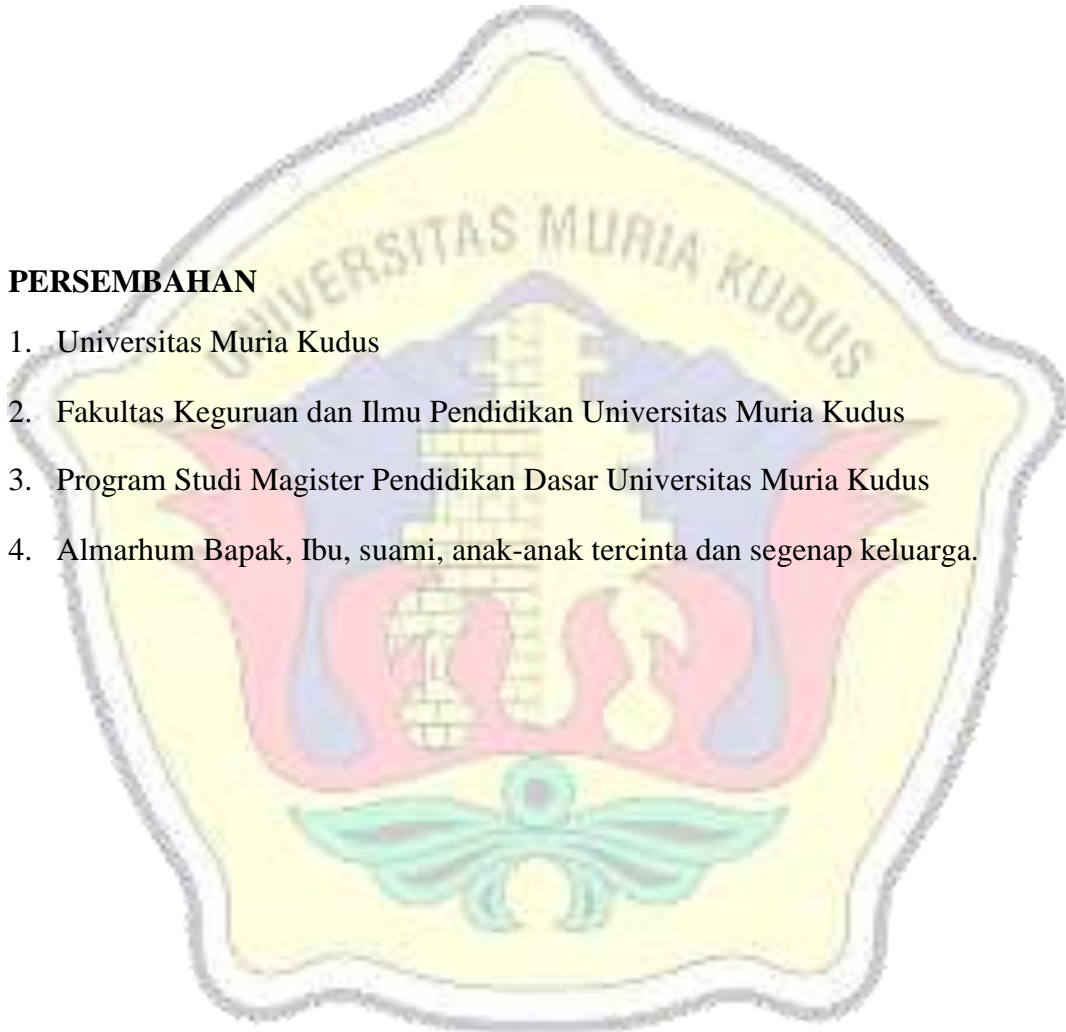 UNIVERSITAS MURIA KUDUS
PERSEMBAHAN
1. Universitas Muria Kudus
2. Fakultas Keguruan dan Ilmu Pendidikan Universitas Muria Kudus
3. Program Studi Magister Pendidikan Dasar Universitas Muria Kudus
4. Almarhum Bapak, Ibu, suami, anak-anak tercinta dan segenap keluarga.